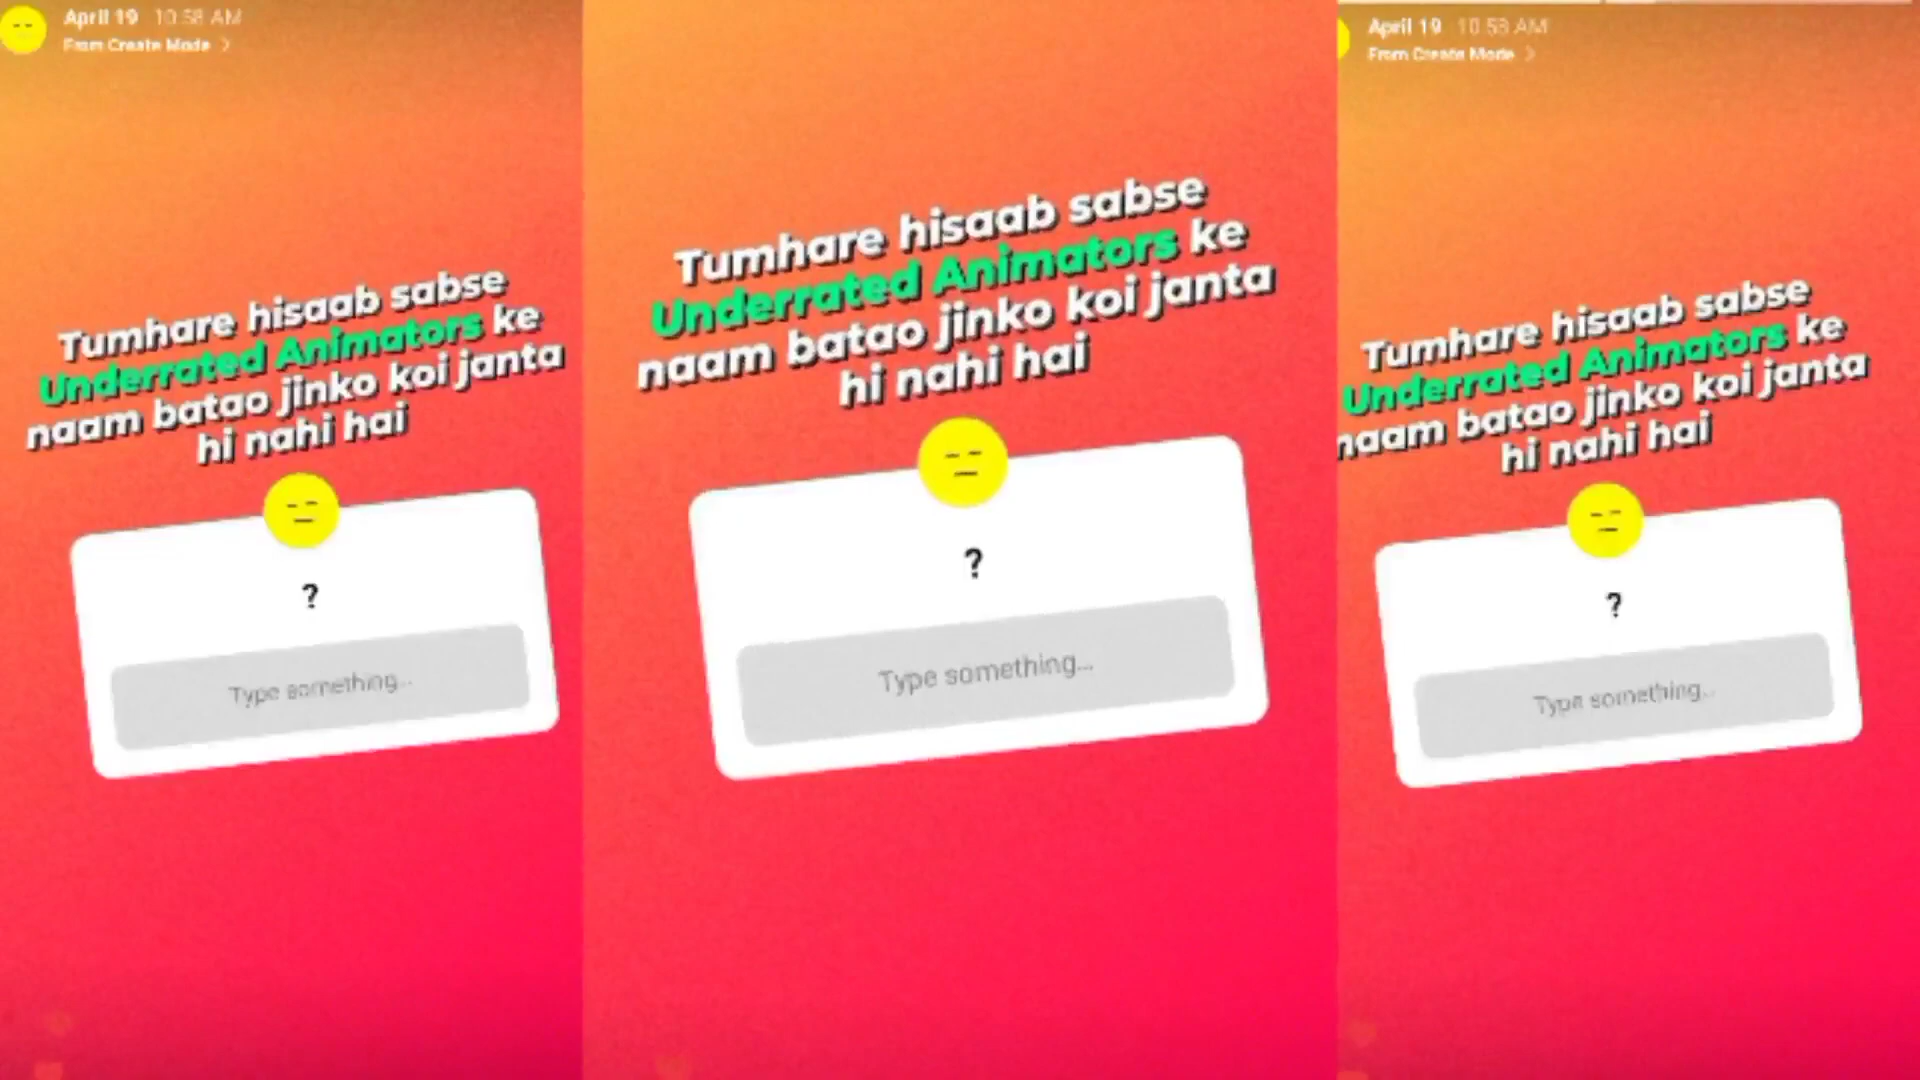 April 19 10:58 AM
From Create Mode
Tumhare hisaab sabse
Underrated Animators ke
naam batao jinko koi janta
hi nahi hai
?
Type something...
Tumhare hisaab sabse
Underrated Animators ke
naam batao jinko koi janta
hi nahi hai
?
Type something...
April 19 10:58 AM
From Create Mode
Tumhare hisaab sabse
Underrated Animators ke
naam batao jinko koi janta
hi nahi hai
?
Type something...